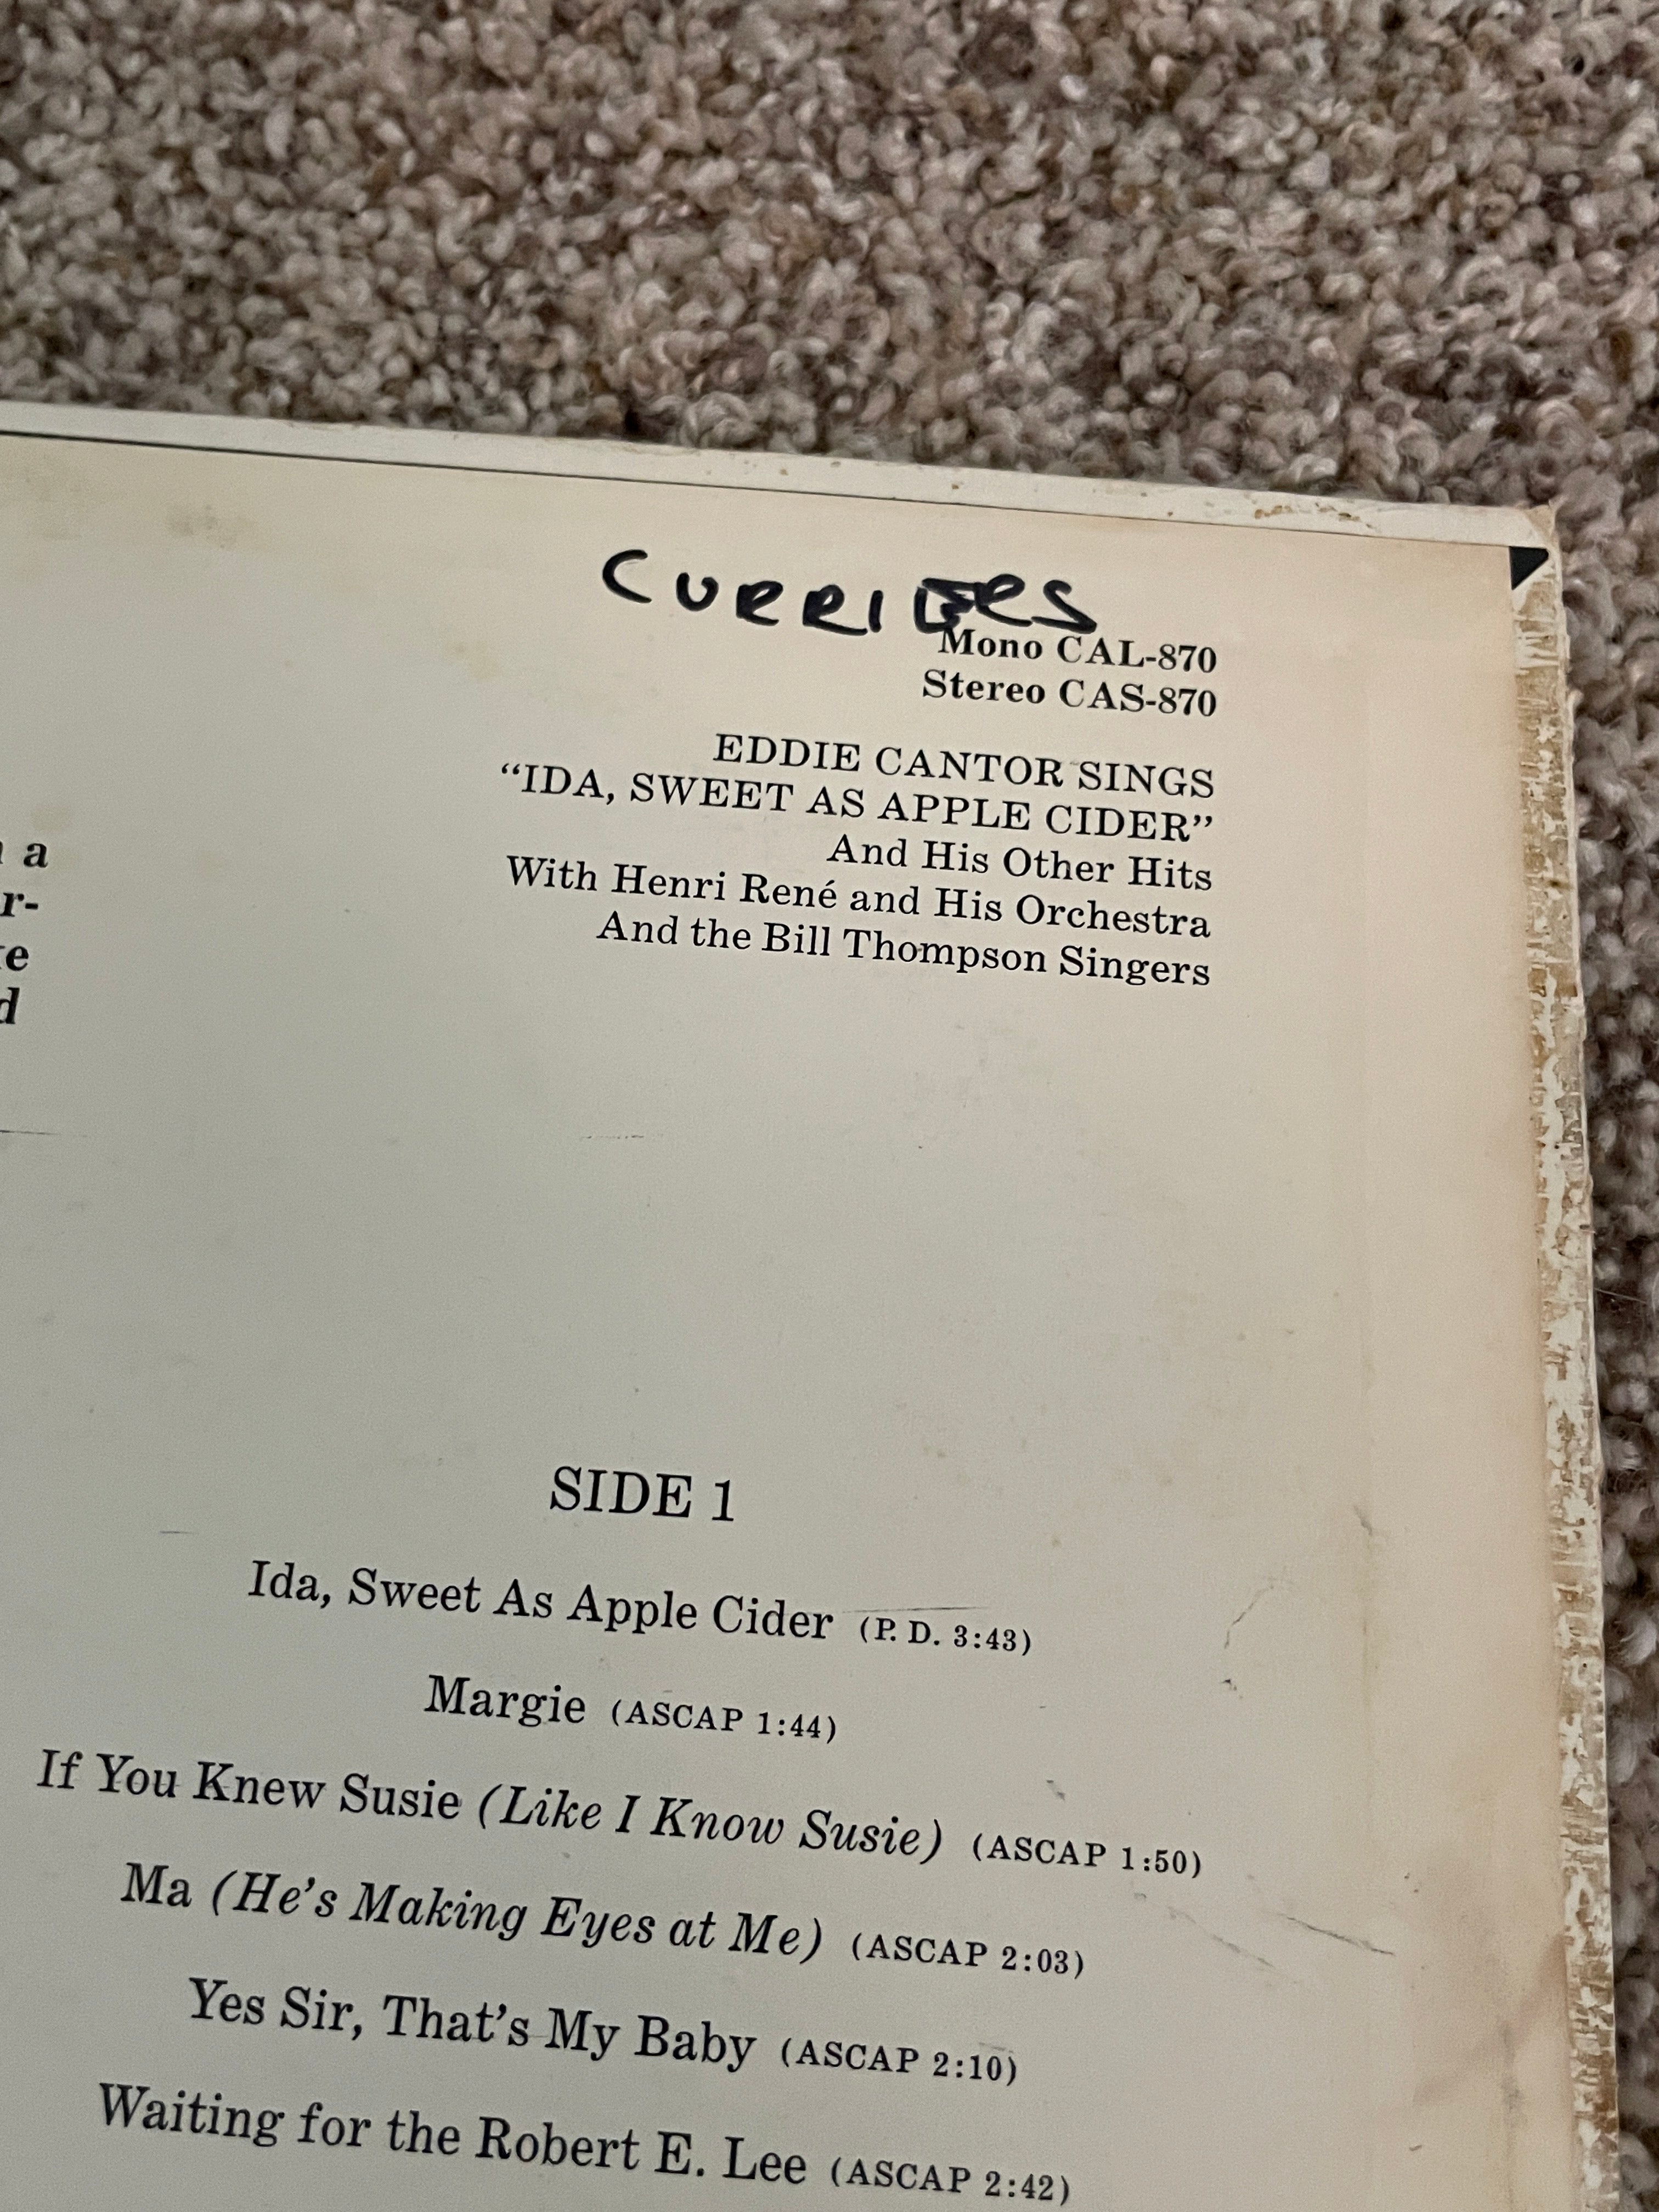 CURRIERS
Mono CAL-870
Stereo CAS-870
EDDIE CANTOR SINGS
“IDA, SWEET AS APPLE CIDER”
And His Other Hits
With Henri René and His Orchestra
And the Bill Thompson Singers
a
r-
e
d
SIDE 1
Ida, Sweet As Apple Cider (P. D. 3:43)
Margie (ASCAP 1:44)
If You Knew Susie (Like I Know Susie) (ASCAP 1:50)
Ma (He’s Making Eyes at Me) (ASCAP 2:03)
Yes Sir, That’s My Baby (ASCAP 2:10)
Waiting for the Robert E. Lee (ASCAP 2:42)